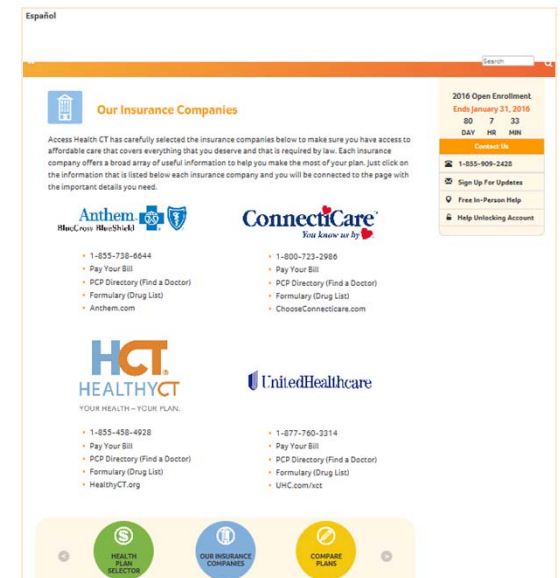 Español
Search
Our Insurance Companies
Access Health CT has carefully selected the insurance companies below to make sure you have access to
affordable care that covers everything that you deserve and that is required by law. Each insurance
company offers a broad array of useful information to help you make the most of your plan. Just click on
the information that is listed below each insurance company and you will be connected to the page with
the important details you need.
Anthem.
BlueCross BlueShield
• 1-855-738-6644
• Pay Your Bill
• PCP Directory (Find a Doctor)
• Formulary (Drug List)
• Anthem.com
ConnectiCare
You know us by
• 1-800-723-2986
• Pay Your Bill
• PCP Directory (Find a Doctor)
• Formulary (Drug List)
• ChooseConnecticare.com
HCT
HEALTHYCT
YOUR HEALTH – YOUR PLAN.
• 1-855-458-4928
• Pay Your Bill
• PCP Directory (Find a Doctor)
• Formulary (Drug List)
• HealthyCT.org
UnitedHealthcare
• 1-877-760-3314
• Pay Your Bill
• PCP Directory (Find a Doctor)
• Formulary (Drug List)
• UHC.com/xct
HEALTH
PLAN
SELECTOR
OUR INSURANCE
COMPANIES
COMPARE
PLANS
2016 Open Enrollment
Ends January 31, 2016
80 7 33
DAY HR MIN
Contact Us
1-855-909-2428
Sign Up For Updates
Free In-Person Help
Help Unlocking Account